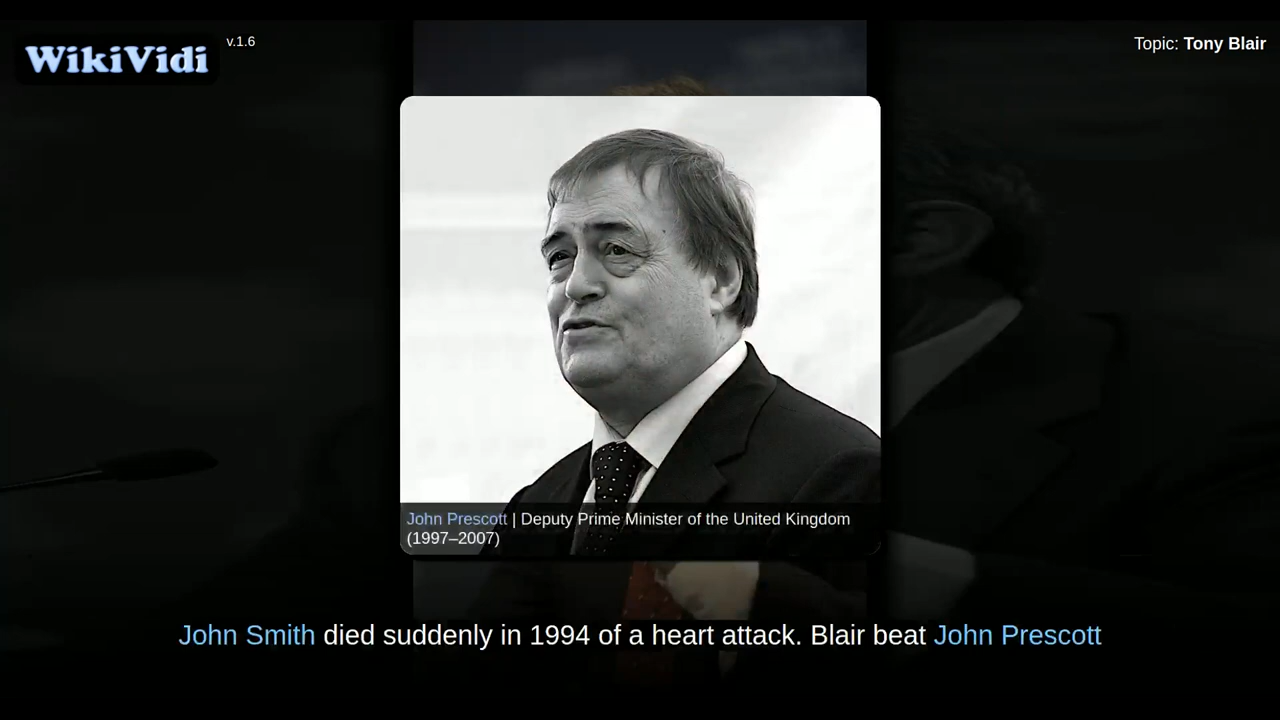 WikiVidi
v.1.6
Topic: Tony Blair
John Prescott | Deputy Prime Minister of the United Kingdom
(1997–2007)
John Smith died suddenly in 1994 of a heart attack. Blair beat John Prescott